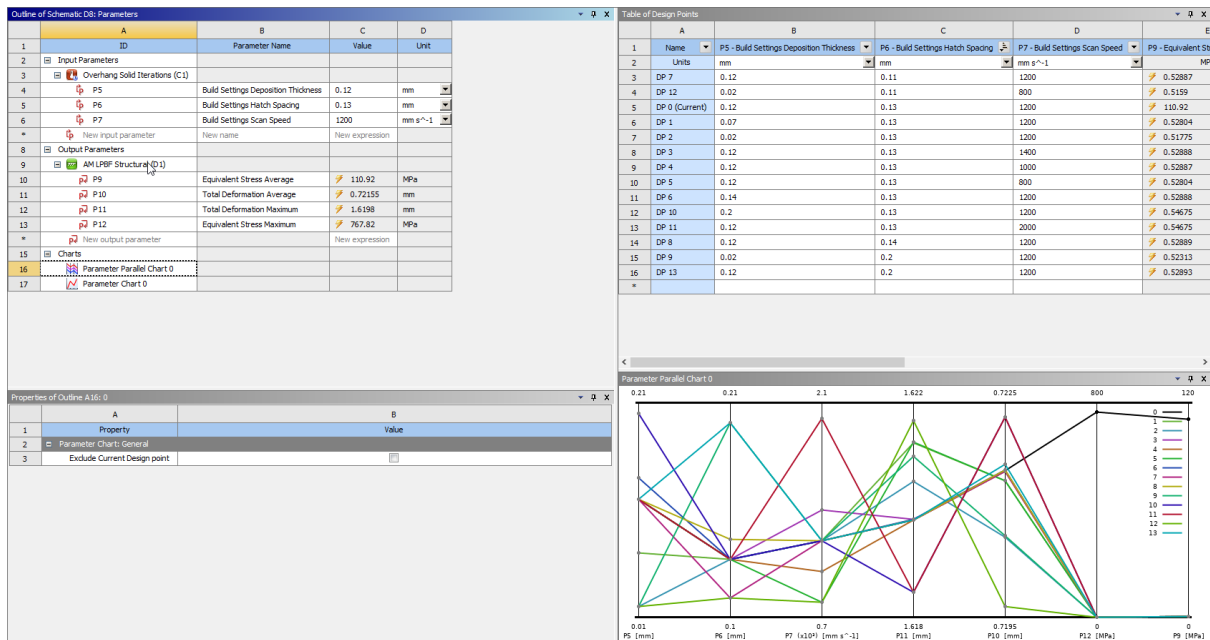 Outline of Schematic D8: Parameters
A B C D
1 ID Parameter Name Value Unit
2 Input Parameters
3 Overhang Solid Iterations (C1)
4 P5 Build Settings Deposition Thickness 0.12 mm
5 P6 Build Settings Hatch Spacing 0.13 mm
6 P7 Build Settings Scan Speed 1200 mm s^-1
* New input parameter New name New expression
8 Output Parameters
9 AM LPBF Structural (D1)
10 P9 Equivalent Stress Average 110.92 MPa
11 P10 Total Deformation Average 0.72155 mm
12 P11 Total Deformation Maximum 1.6198 mm
13 P12 Equivalent Stress Maximum 767.82 MPa
* New output parameter New expression
15 Charts
16 Parameter Parallel Chart 0
17 Parameter Chart 0
Properties of Outline A16: 0
A B
1 Property Value
2 Parameter Chart: General
3 Exclude Current Design point
Table of Design Points
A B C D E
1 Name P5 - Build Settings Deposition Thickness P6 - Build Settings Hatch Spacing P7 - Build Settings Scan Speed P9 - Equivalent Str
2 Units mm mm mm s^-1 MP
3 DP 7 0.12 0.11 1200 0.52887
4 DP 12 0.02 0.11 800 0.5159
5 DP 0 (Current) 0.12 0.13 1200 110.92
6 DP 1 0.07 0.13 1200 0.52804
7 DP 2 0.02 0.13 1200 0.51775
8 DP 3 0.12 0.13 1400 0.52888
9 DP 4 0.12 0.13 1000 0.52887
10 DP 5 0.12 0.13 800 0.52804
11 DP 6 0.14 0.13 1200 0.52888
12 DP 10 0.2 0.13 1200 0.54675
13 DP 11 0.12 0.13 2000 0.54675
14 DP 8 0.12 0.14 1200 0.52889
15 DP 9 0.02 0.2 1200 0.52313
16 DP 13 0.12 0.2 1200 0.52893
*
Parameter Parallel Chart 0
0.21 0.21 2.1 1.622 0.7225 800 120
0
1
2
3
4
5
6
7
8
9
10
11
12
13
0.01 0.1 0.7 1.618 0.7195 0 0
P5 [mm] P6 [mm] P7 (x10³) [mm s^-1] P11 [mm] P10 [mm] P12 [MPa] P9 [MPa]